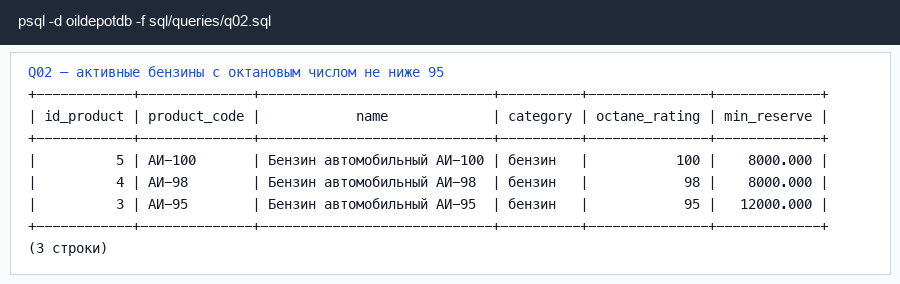 psql -d oildepotdb -f sql/queries/q02.sql
Q02 — активные бензины с октановым числом не ниже 95
+————————————+——————————————+—————————————————————————————+——————————+———————————————+—————————————+
| id_product | product_code |            name             | category | octane_rating | min_reserve |
+————————————+——————————————+—————————————————————————————+——————————+———————————————+—————————————+
|          5 | АИ—100       | Бензин автомобильный АИ—100 | бензин   |           100 |    8000.000 |
|          4 | АИ—98        | Бензин автомобильный АИ—98  | бензин   |            98 |    8000.000 |
|          3 | АИ—95        | Бензин автомобильный АИ—95  | бензин   |            95 |   12000.000 |
+————————————+——————————————+—————————————————————————————+——————————+———————————————+—————————————+
(3 строки)